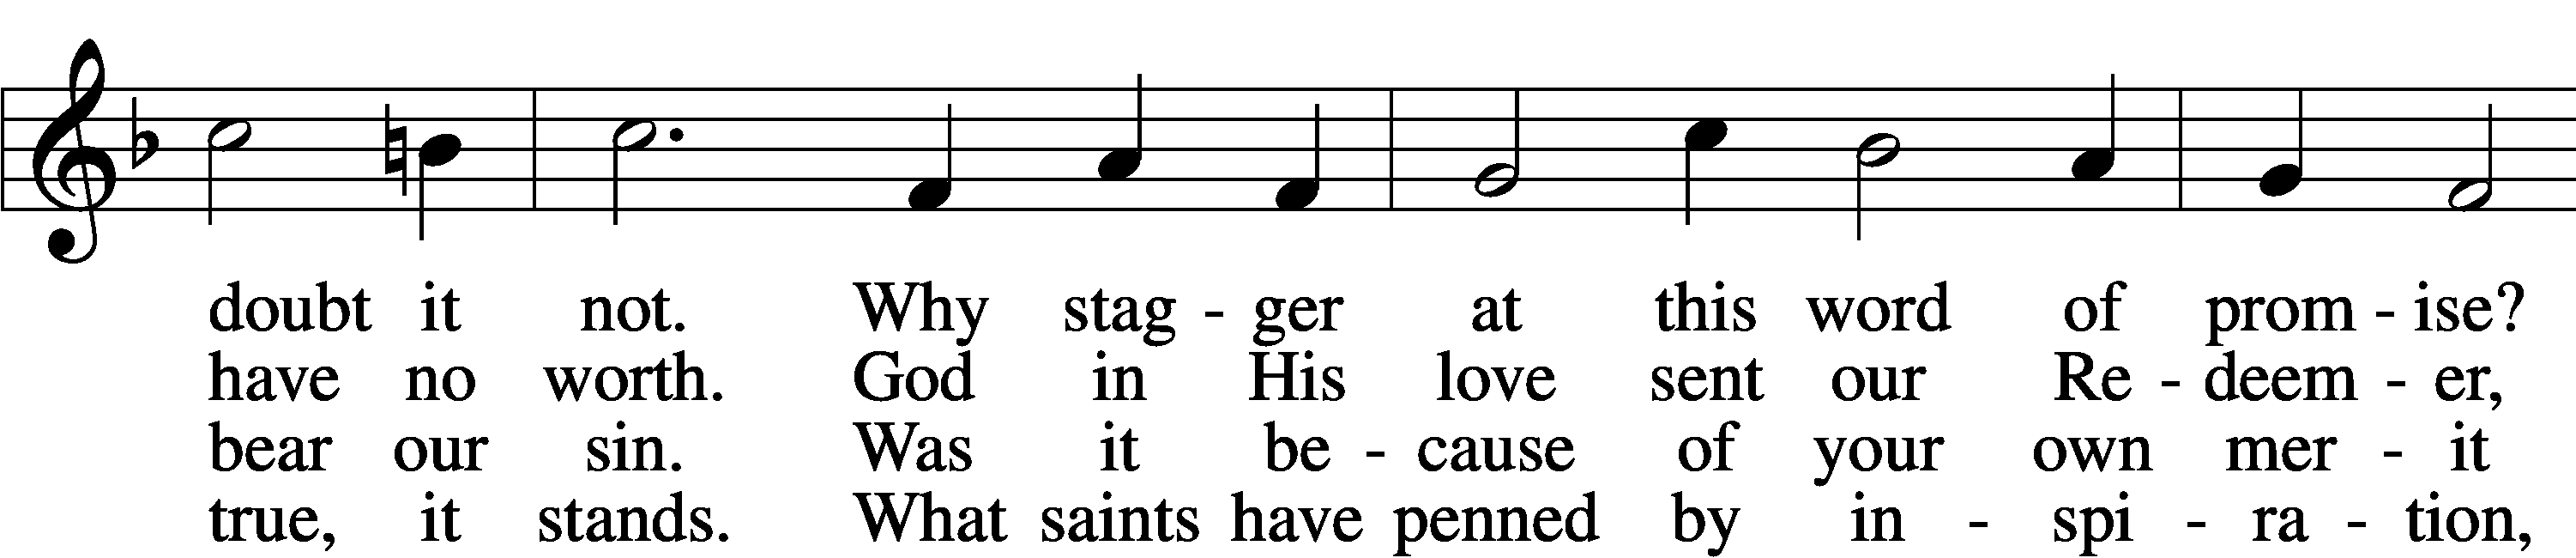 doubt it not. Why stag - ger at this word of prom - ise?
have no worth. God in His love sent our Re - deem - er,
bear our sin. Was it be - cause of your own mer - it
true, it stands. What saints have penned by in - spi - ra - tion,